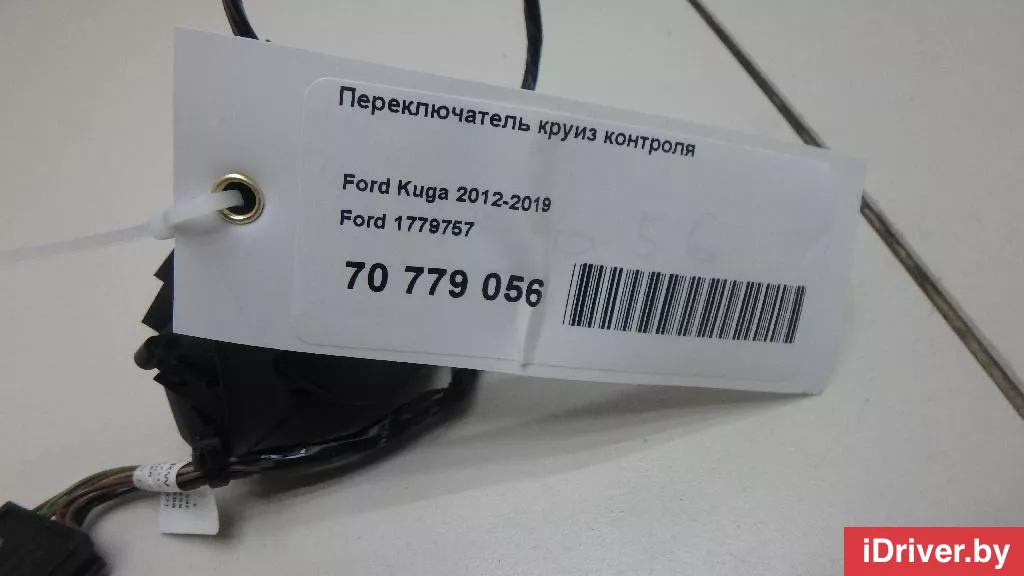 Переключатель круиз контроля
Ford Kuga 2012-2019
Ford 1779757
70 779 056
iDriver.by